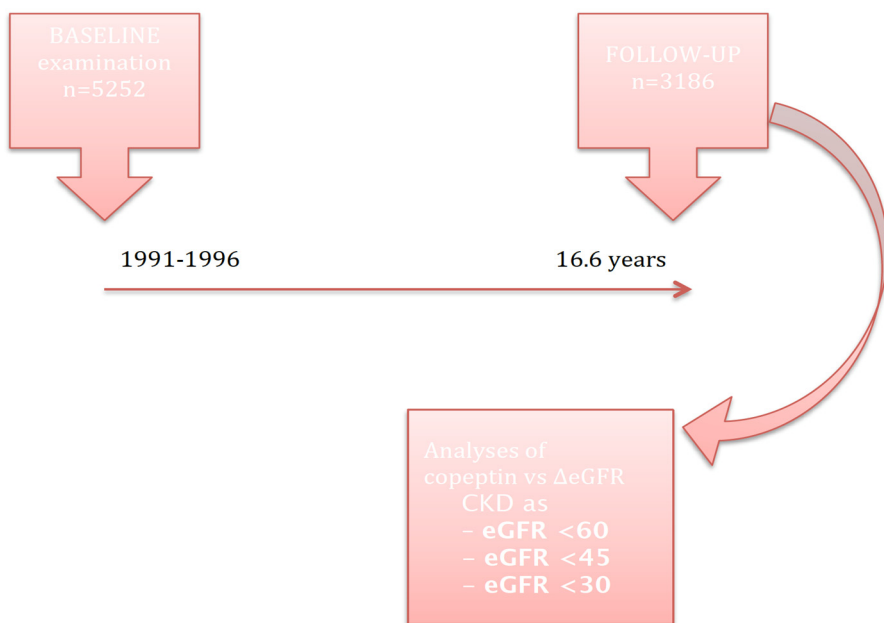 BASELINE
examination
n=5252
FOLLOW-UP
n=3186
1991-1996
16.6 years
Analyses of
copeptin vs ΔeGFR
CKD as
– eGFR <60
– eGFR <45
– eGFR <30